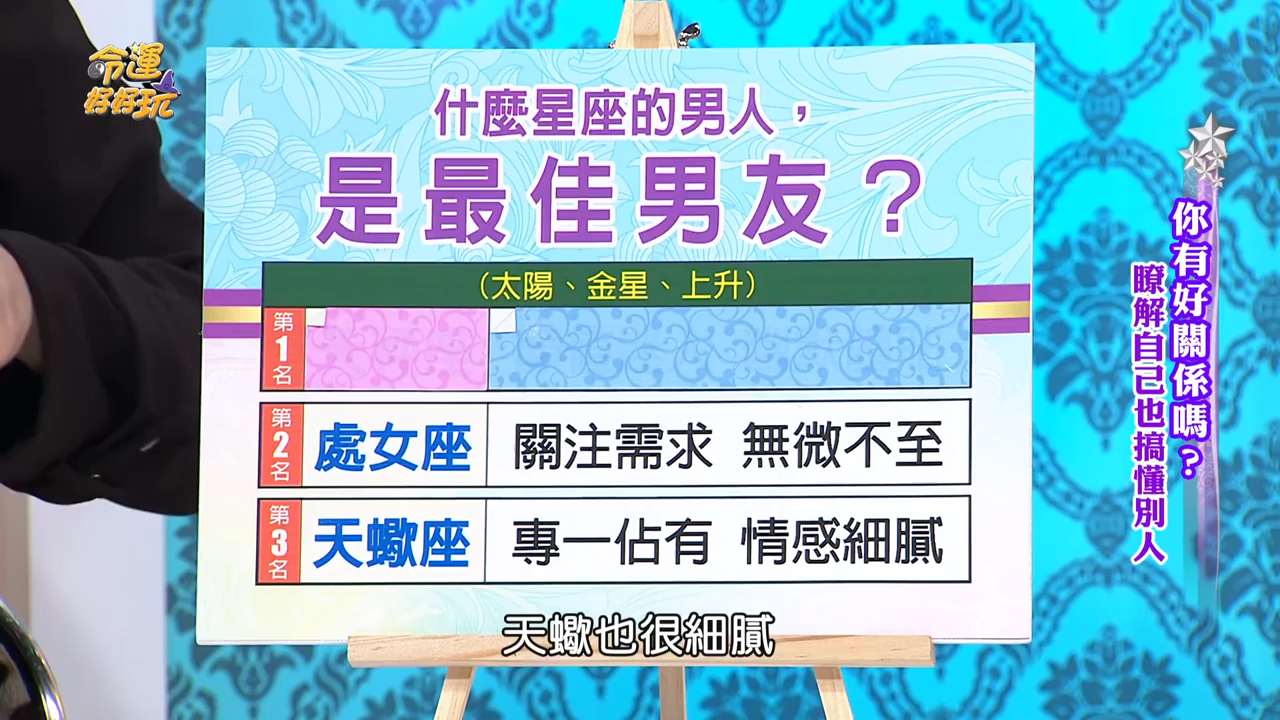 命運
好好玩
什麼星座的男人，
是最佳男友？
(太陽、金星、上升)
第1名
第2名
處女座
關注需求 無微不至
第3名
天蠍座
專一佔有 情感細膩
你有好關係嗎？
瞭解自己也搞懂別人
天蠍也很細膩